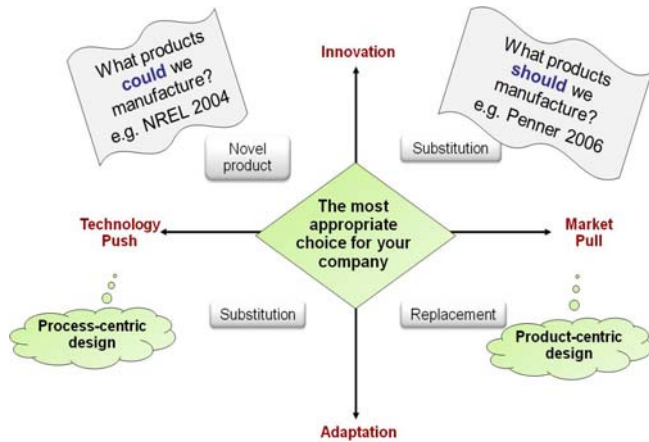 What products
could we
manufacture?
e.g. NREL 2004
Innovation
What products
should we
manufacture?
e.g. Penner 2006
Novel
product
Substitution
Technology
Push
The most
appropriate
choice for your
company
Market
Pull
Substitution
Replacement
Process-centric
design
Product-centric
design
Adaptation